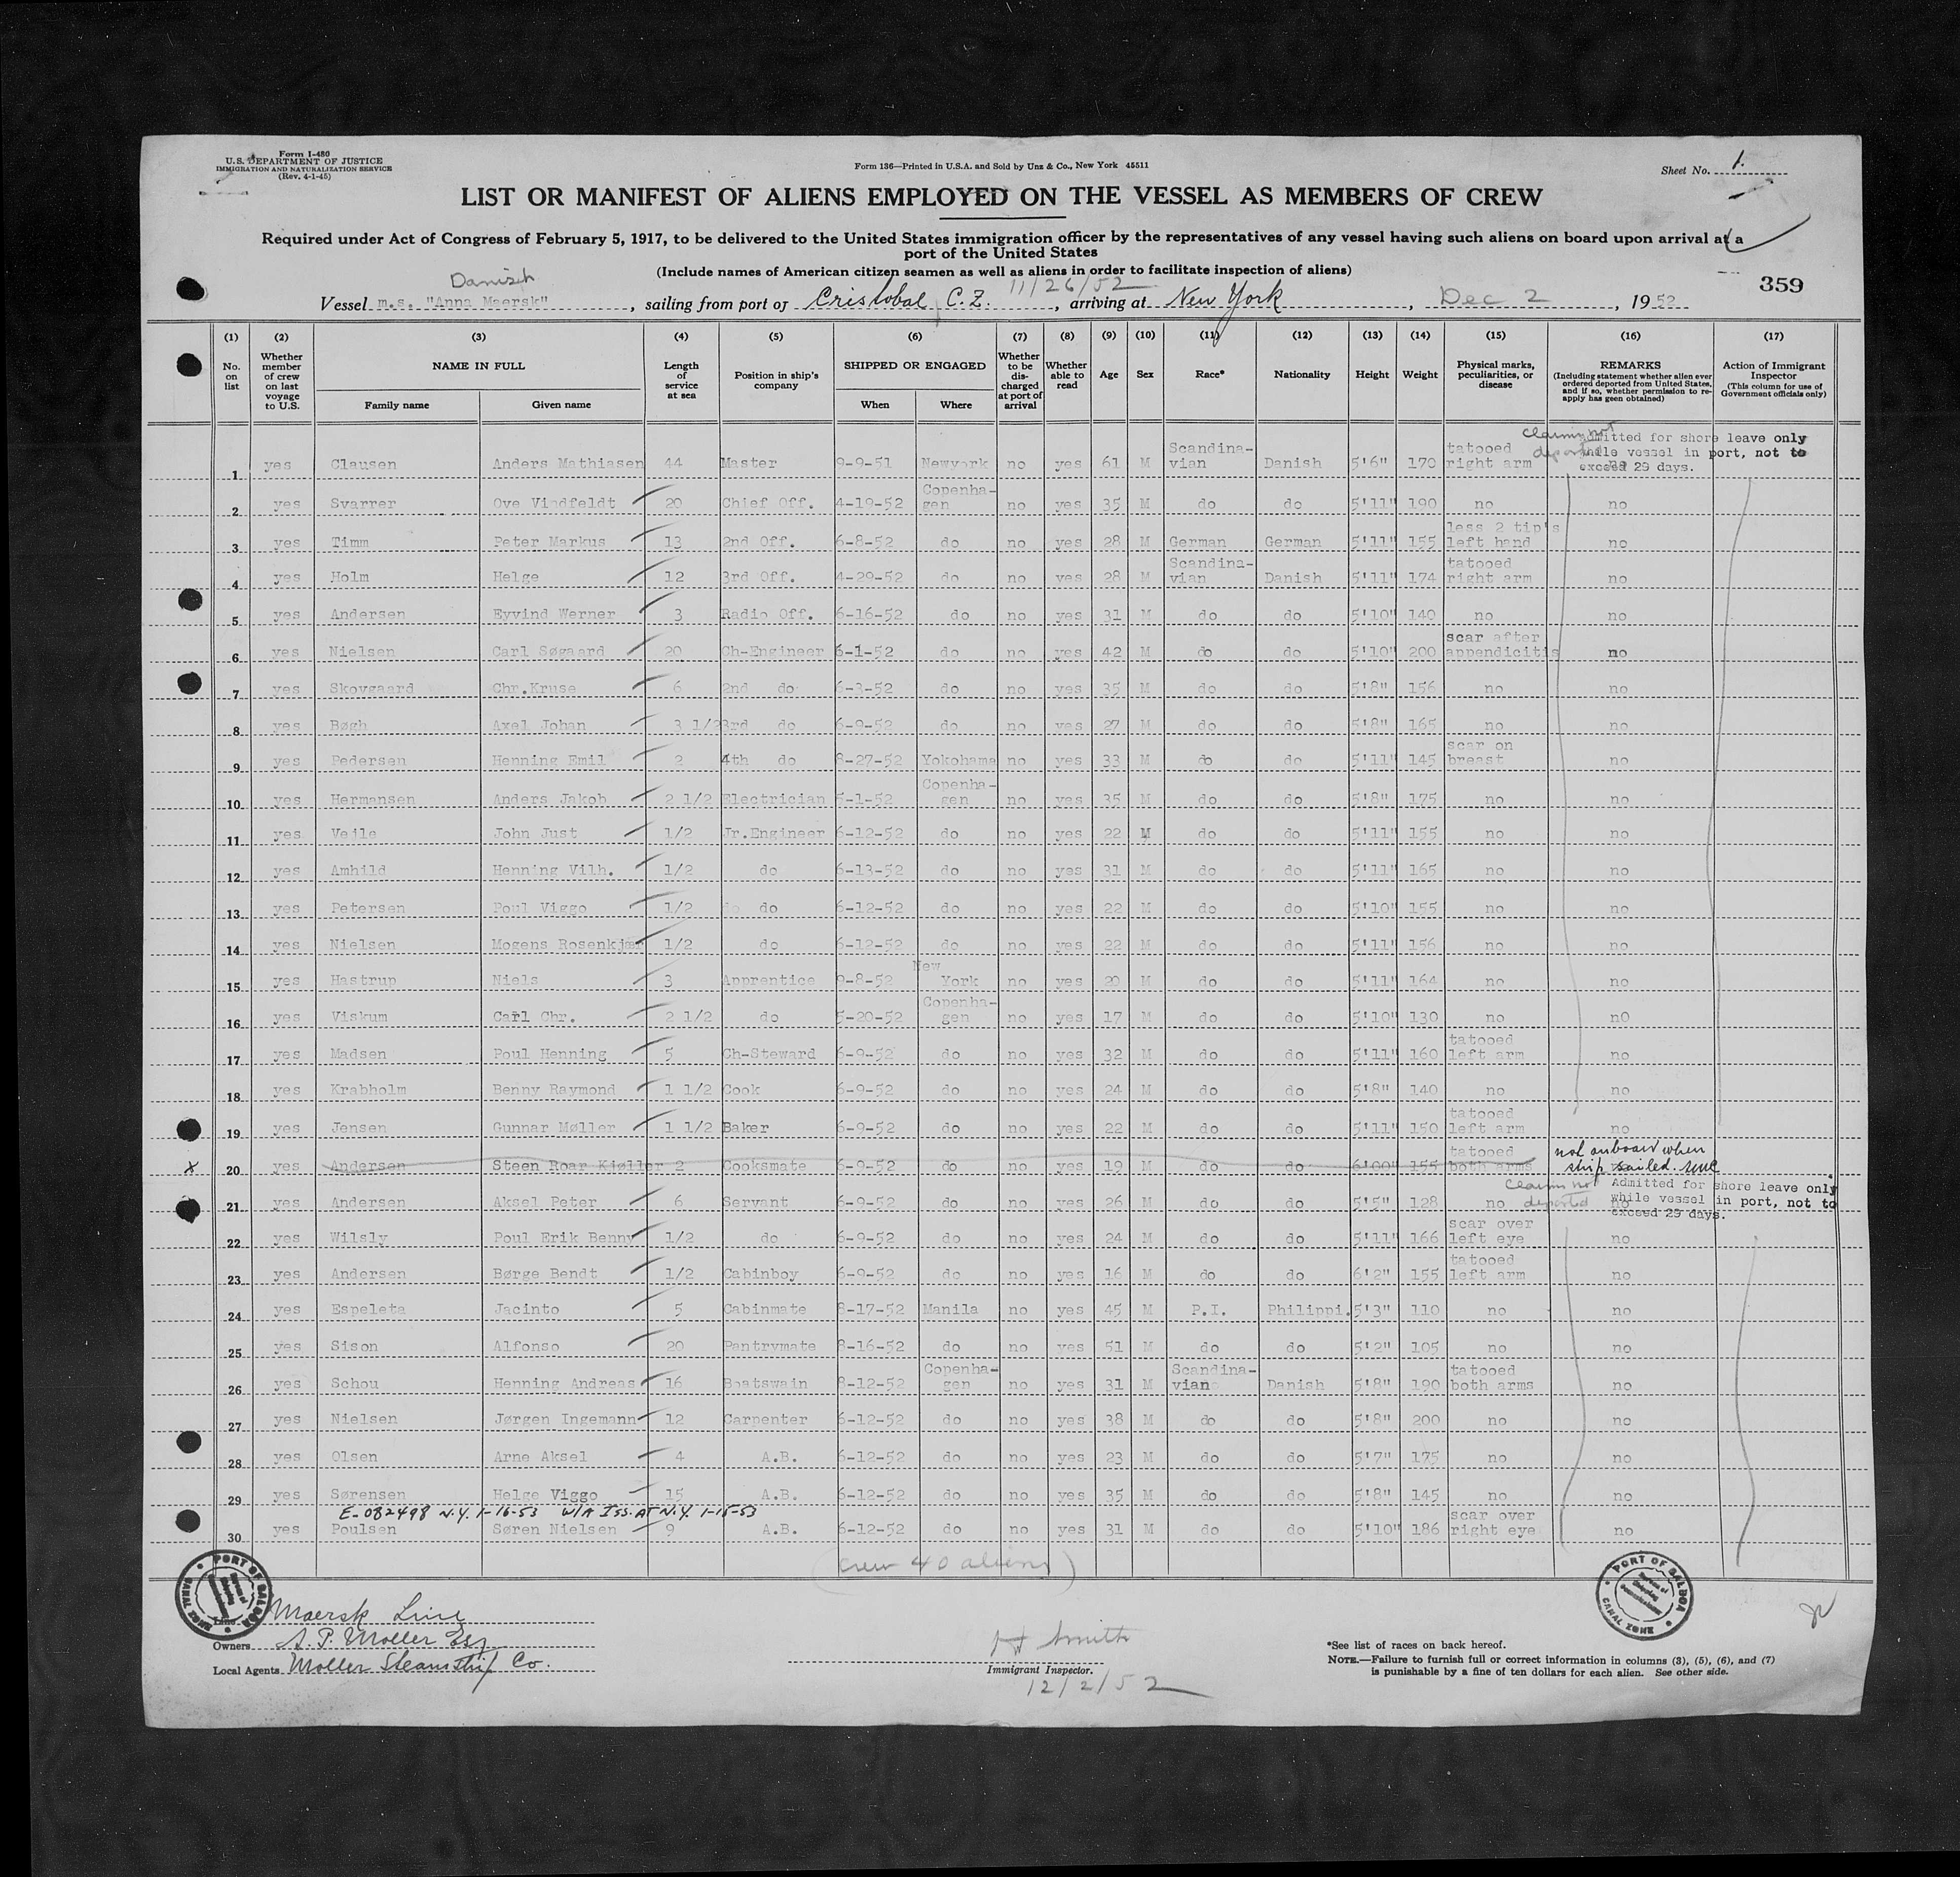 Form I-480
U.S. DEPARTMENT OF JUSTICE
IMMIGRATION AND NATURALIZATION SERVICE
(Rev. 4-1-45)
Form 136—Printed in U.S.A. and Sold by Unz & Co., New York 45511
Sheet No. 1.
LIST OR MANIFEST OF ALIENS EMPLOYED ON THE VESSEL AS MEMBERS OF CREW
Required under Act of Congress of February 5, 1917, to be delivered to the United States immigration officer by the representatives of any vessel having such aliens on board upon arrival at a
port of the United States
(Include names of American citizen seamen as well as aliens in order to facilitate inspection of aliens)
359
Danish 11/26/52
Vessel m.s. "Anna Maersk", sailing from port of Cristobal, C.Z., arriving at New York, Dec 2, 1952
(1) No. on list (2) Whether member of crew on last voyage to U.S. (3) NAME IN FULL Family name Given name (4) Length of service at sea (5) Position in ship's company (6) SHIPPED OR ENGAGED When Where (7) Whether to be discharged at port of arrival (8) Whether able to read (9) Age (10) Sex (11) Race* (12) Nationality (13) Height (14) Weight (15) Physical marks, peculiarities, or disease (16) REMARKS (Including statement whether alien ever ordered deported from United States, and if so, whether permission to re-apply has geen obtained) (17) Action of Immigrant Inspector (This column for use of Government officials only)
1 yes Clausen Anders Mathiasen 44 Master 9-9-51 Newyork no yes 61 M Scandina-vian Danish 5'6" 170 tatooed right arm claims not deported Admitted for shore leave only while vessel in port, not to exceed 29 days.
2 yes Svarrer Ove Vindfeldt 20 Chief Off. 4-19-52 Copenha-gen no yes 35 M do do 5'11" 190 no no
3 yes Timm Peter Markus 13 2nd Off. 6-8-52 do no yes 28 M German German 5'11" 155 less 2 tip's left hand no
4 yes Holm Helge 12 3rd Off. 4-29-52 do no yes 28 M Scandina-vian Danish 5'11" 174 tatooed right arm no
5 yes Andersen Eyvind Werner 3 Radio Off. 6-16-52 do no yes 31 M do do 5'10" 140 no no
6 yes Nielsen Carl Søgaard 20 Ch-Engineer 6-1-52 do no yes 42 M do do 5'10" 200 scar after appendicitis no
7 yes Skovgaard Chr.Kruse 6 2nd do 6-3-52 do no yes 35 M do do 5'8" 156 no no
8 yes Bøgh Axel Johan 3 1/2 3rd do 6-9-52 do no yes 27 M do do 5'8" 165 no no
9 yes Pedersen Henning Emil 2 4th do 8-27-52 Yokohama no yes 33 M do do 5'11" 145 scar on breast no
10 yes Hermansen Anders Jakob 2 1/2 Electrician 5-1-52 Copenha-gen no yes 35 M do do 5'8" 175 no no
11 yes Vejle John Just 1/2 Jr.Engineer 6-12-52 do no yes 22 M do do 5'11" 155 no no
12 yes Amhild Henning Vilh. 1/2 do 6-13-52 do no yes 31 M do do 5'11" 165 no no
13 yes Petersen Poul Viggo 1/2 do 6-12-52 do no yes 22 M do do 5'10" 155 no no
14 yes Nielsen Mogens Rosenkjær 1/2 do 6-12-52 do no yes 22 M do do 5'11" 156 no no
15 yes Hastrup Niels 3 Apprentice 9-8-52 New York no yes 20 M do do 5'11" 164 no no
16 yes Viskum Carl Chr. 2 1/2 do 5-20-52 Copenha-gen no yes 17 M do do 5'10" 130 no nO
17 yes Madsen Poul Henning 5 Ch-Steward 6-9-52 do no yes 32 M do do 5'11" 160 tatooed left arm no
18 yes Krabholm Benny Raymond 1 1/2 Cook 6-9-52 do no yes 24 M do do 5'8" 140 no no
19 yes Jensen Gunnar Møller 1 1/2 Baker 6-9-52 do no yes 22 M do do 5'11" 150 tatooed left arm no
x 20 yes Andersen Steen Roar Kjøller 2 Cooksmate 6-9-52 do no yes 19 M do do 6'00" 155 tatooed both arms not onboard when ship sailed.
21 yes Andersen Aksel Peter 6 Servant 6-9-52 do no yes 26 M do do 5'5" 128 no claims not deported no Admitted for shore leave only while vessel in port, not to exceed 29 days.
22 yes Wilsly Poul Erik Benny 1/2 do 6-9-52 do no yes 24 M do do 5'11" 166 scar over left eye no
23 yes Andersen Børge Bendt 1/2 Cabinboy 6-9-52 do no yes 16 M do do 6'2" 155 tatooed left arm no
24 yes Espeleta Jacinto 5 Cabinmate 8-17-52 Manila no yes 45 M P.I. Philippi. 5'3" 110 no no
25 yes Sison Alfonso 20 Pantrymate 8-16-52 do no yes 51 M do do 5'2" 105 no no
26 yes Schou Henning Andreas 16 Boatswain 8-12-52 Copenha-gen no yes 31 M Scandina-vian Danish 5'8" 190 tatooed both arms no
27 yes Nielsen Jørgen Ingemann 12 Carpenter 6-12-52 do no yes 38 M do do 5'8" 200 no no
28 yes Olsen Arne Aksel 4 A.B. 6-12-52 do no yes 23 M do do 5'7" 175 no no
29 yes Sørensen Helge Viggo 15 A.B. 6-12-52 do no yes 35 M do do 5'8" 145 no no
E-082498 N.Y. 1-16-53 W/A Iss. AT N.Y. 1-15-53
30 yes Poulsen Søren Nielsen 9 A.B. 6-12-52 do no yes 31 M do do 5'10" 186 scar over right eye no
(crew 40 aliens)
PORT OF BALBOA CANAL ZONE
PORT OF BALBOA CANAL ZONE
Line Maersk Line
Owners A. P. Moller Esq
Local Agents Moller Steamship Co.
H Smith
Immigrant Inspector.
12/2/52
*See list of races on back hereof.
NOTE.—Failure to furnish full or correct information in columns (3), (5), (6), and (7)
is punishable by a fine of ten dollars for each alien. See other side.